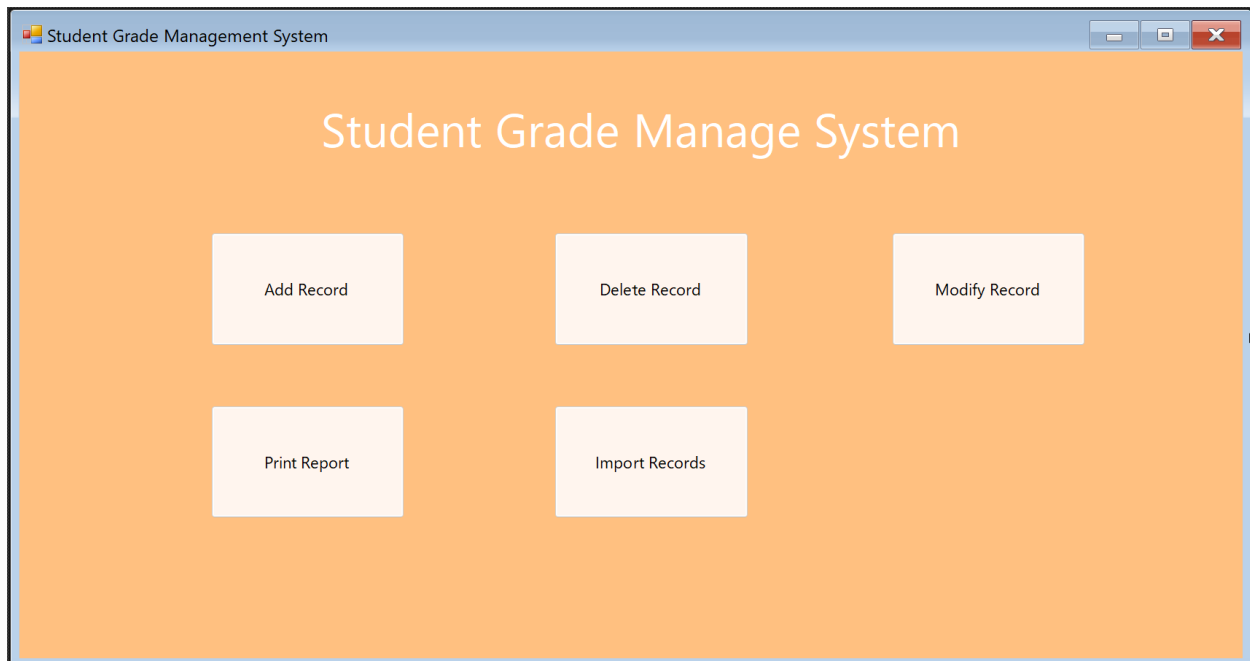 Student Grade Management System
Student Grade Manage System
Add Record
Delete Record
Modify Record
Print Report
Import Records